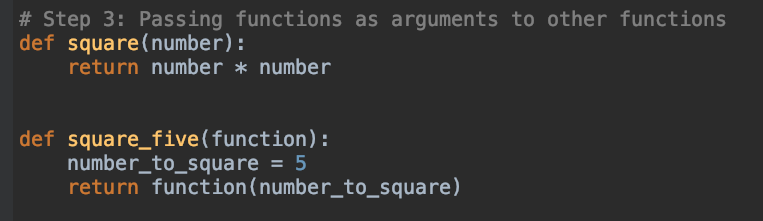 # Step 3: Passing functions as arguments to other functions
def square(number):
    return number * number
def square_five(function):
    number_to_square = 5
    return function(number_to_square)